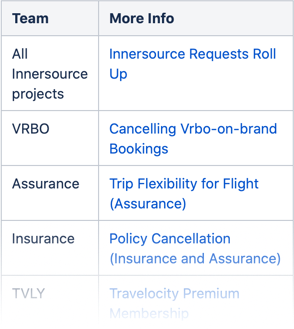 Team More Info
All Innersource Requests Roll
Innersource Up
projects
VRBO Cancelling Vrbo-on-brand
Bookings
Assurance Trip Flexibility for Flight
(Assurance)
Insurance Policy Cancellation
(Insurance and Assurance)
TVLY Travelocity Premium
Membership